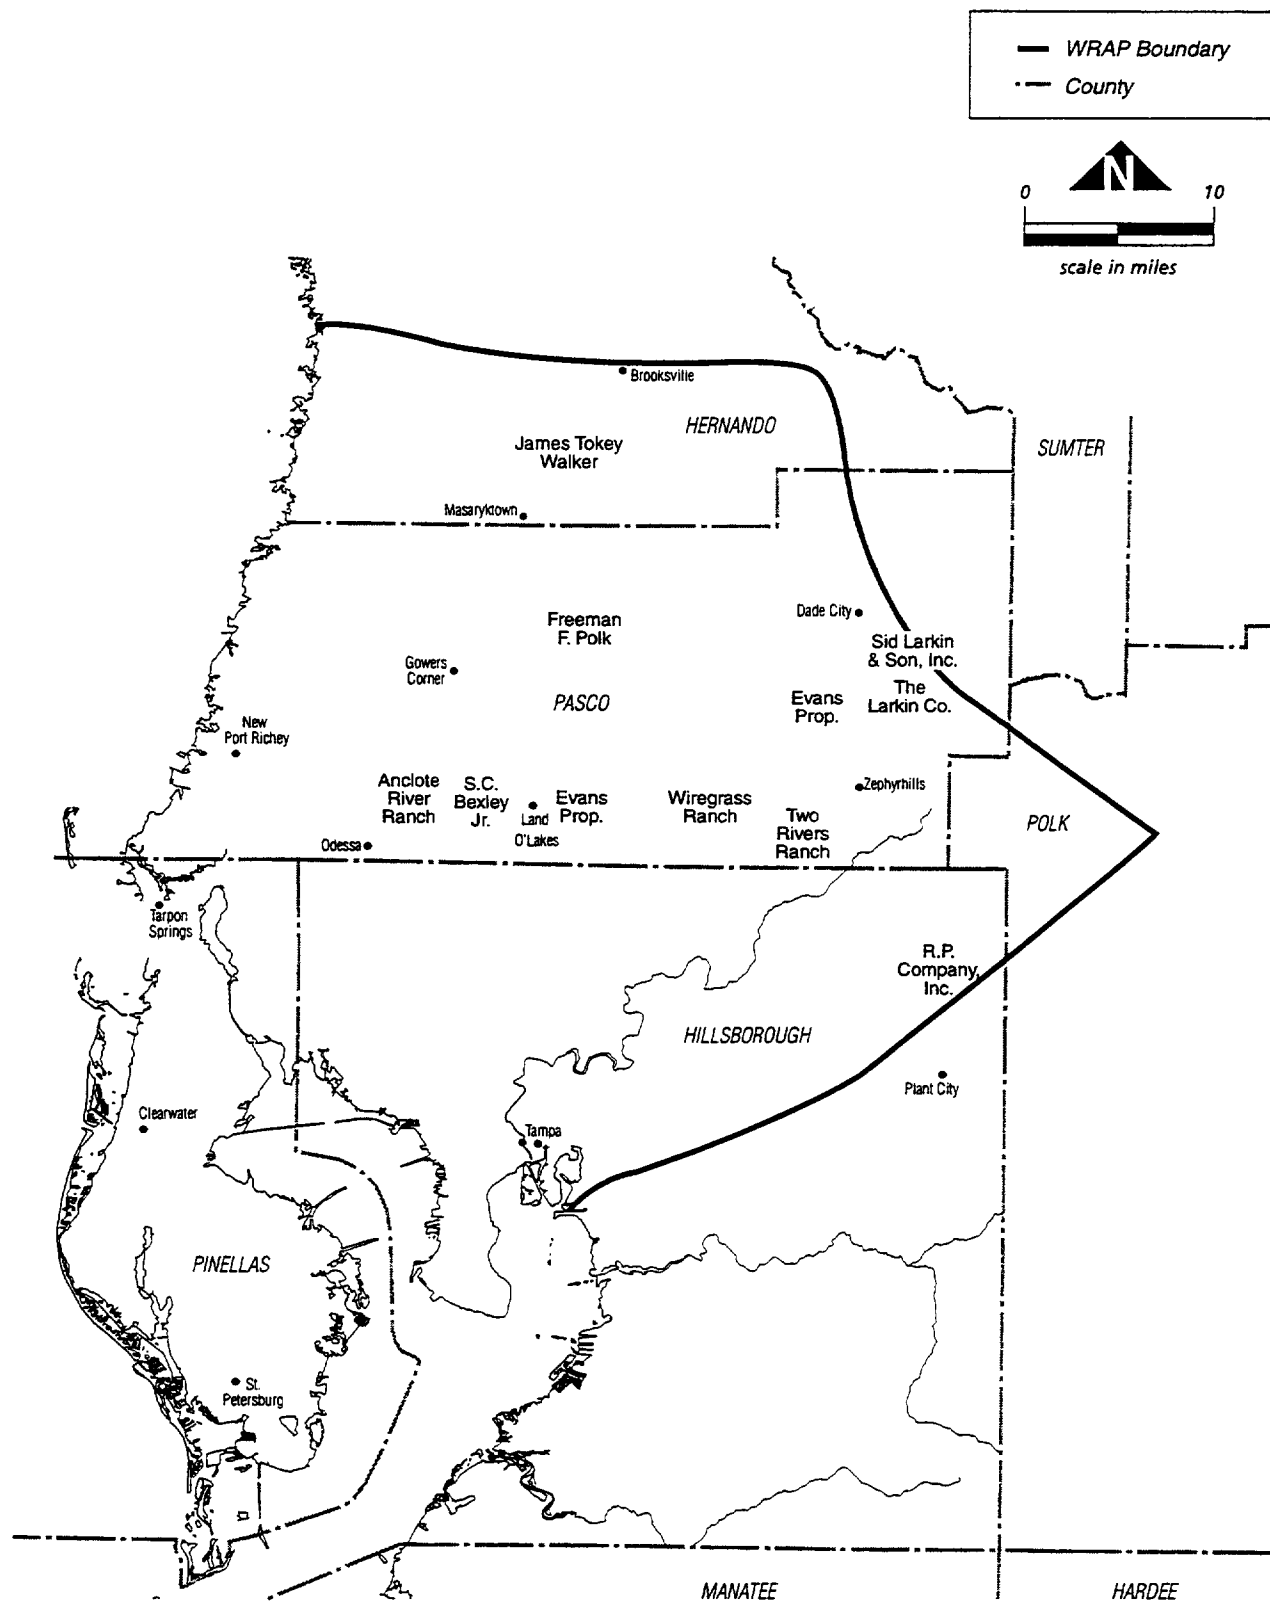 WRAP Boundary
County
N
0 10
scale in miles
Brooksville
HERNANDO
SUMTER
James Tokey
Walker
Masaryktown
Dade City
Freeman
F. Polk
Sid Larkin
& Son, Inc.
Gowers
Corner
The
Larkin Co.
PASCO
Evans
Prop.
New
Port Richey
Anclote
River
Ranch
S.C.
Bexley
Jr.
Land
O'Lakes
Evans
Prop.
Wiregrass
Ranch
Two
Rivers
Ranch
Zephyrhills
POLK
Odessa
Tarpon
Springs
R.P.
Company,
Inc.
HILLSBOROUGH
Plant City
Clearwater
Tampa
PINELLAS
St.
Petersburg
MANATEE
HARDEE